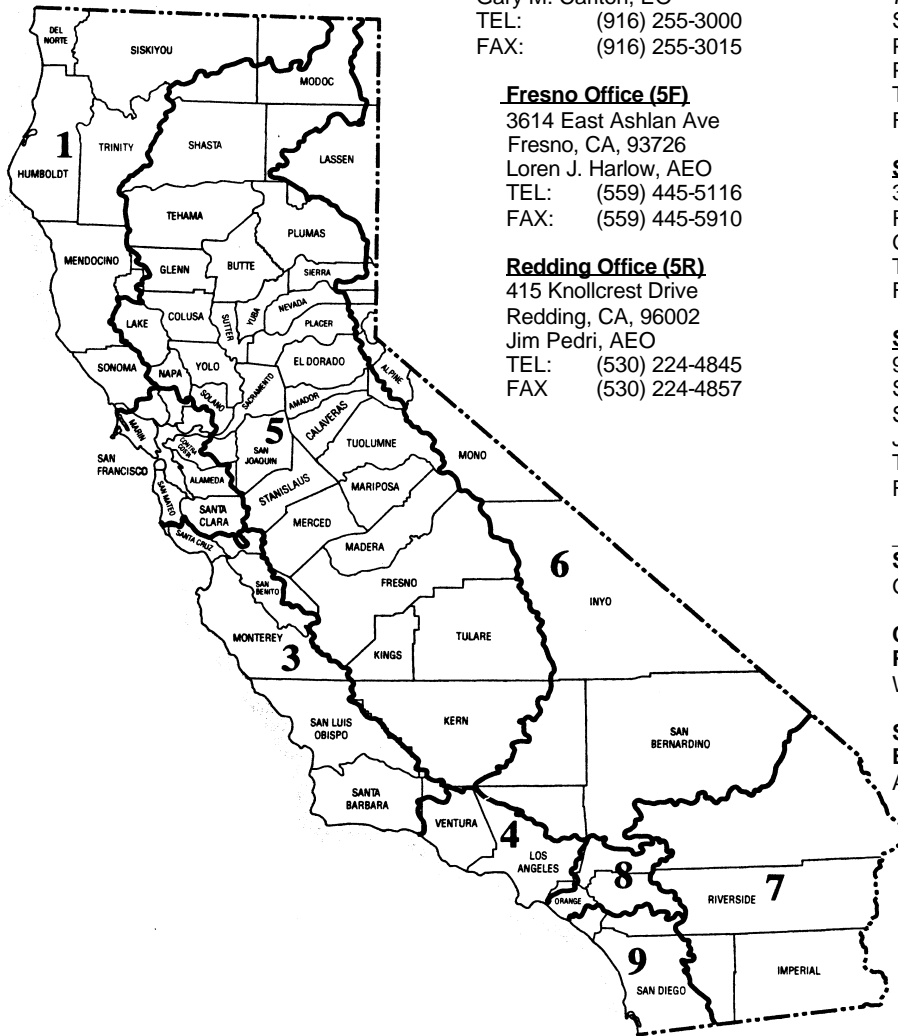 Gary M. Carlton, EO
TEL: (916) 255-3000
FAX: (916) 255-3015
Fresno Office (5F)
3614 East Ashlan Ave
Fresno, CA, 93726
Loren J. Harlow, AEO
TEL: (559) 445-5116
FAX: (559) 445-5910
Redding Office (5R)
415 Knollcrest Drive
Redding, CA, 96002
Jim Pedri, AEO
TEL: (530) 224-4845
FAX (530) 224-4857
DEL NORTE
SISKIYOU
MODOC
1
HUMBOLDT
TRINITY
SHASTA
LASSEN
TEHAMA
PLUMAS
MENDOCINO
GLENN
BUTTE
SIERRA
LAKE
COLUSA
SUTTER
YUBA
NEVADA
PLACER
SONOMA
NAPA
YOLO
EL DORADO
ALPINE
SOLANO
SACRAMENTO
AMADOR
CALAVERAS
MARIN
CONTRA COSTA
5
SAN JOAQUIN
TUOLUMNE
MONO
SAN FRANCISCO
ALAMEDA
STANISLAUS
MARIPOSA
SAN MATEO
SANTA CLARA
MERCED
SANTA CRUZ
MADERA
6
SAN BENITO
FRESNO
INYO
MONTEREY
3
KINGS
TULARE
SAN LUIS OBISPO
KERN
SAN BERNARDINO
SANTA BARBARA
VENTURA
4
LOS ANGELES
8
ORANGE
RIVERSIDE
7
9
SAN DIEGO
IMPERIAL